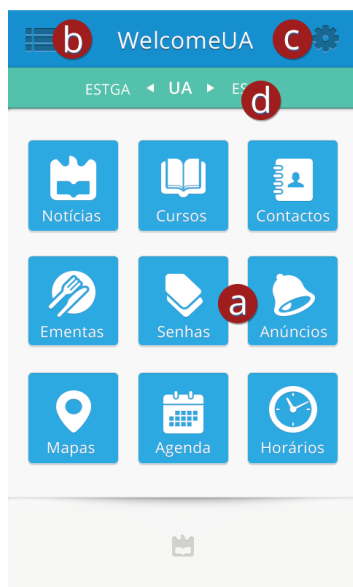 b WelcomeUA c
ESTGA ◀ UA ▶ ES
d
Notícias Cursos Contactos
a
Ementas Senhas Anúncios
Mapas Agenda Horários